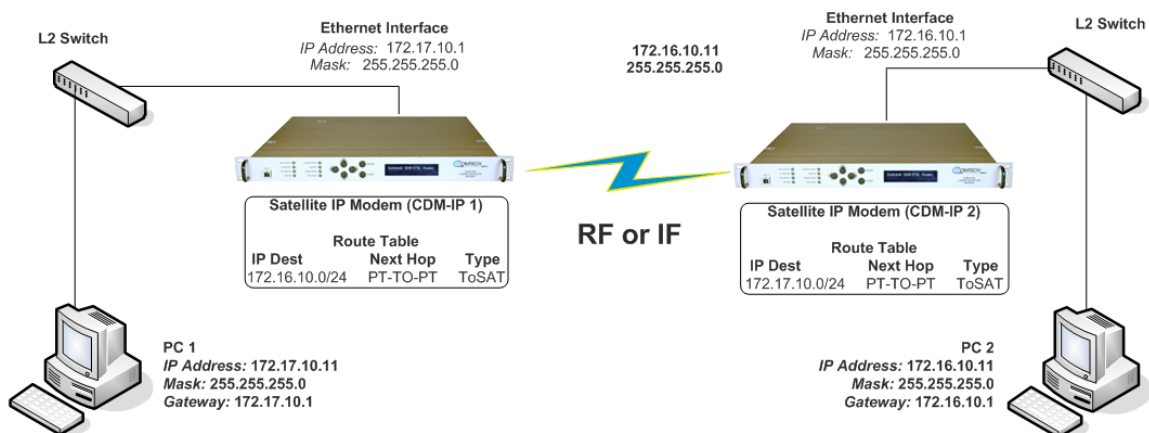 L2 Switch
Ethernet Interface
IP Address: 172.17.10.1
Mask: 255.255.255.0
172.16.10.11
255.255.255.0
Ethernet Interface
IP Address: 172.16.10.1
Mask: 255.255.255.0
L2 Switch
Satellite IP Modem (CDM-IP 1)
Route Table
IP Dest Next Hop Type
172.16.10.0/24 PT-TO-PT ToSAT
RF or IF
Satellite IP Modem (CDM-IP 2)
Route Table
IP Dest Next Hop Type
172.17.10.0/24 PT-TO-PT ToSAT
PC 1
IP Address: 172.17.10.11
Mask: 255.255.255.0
Gateway: 172.17.10.1
PC 2
IP Address: 172.16.10.11
Mask: 255.255.255.0
Gateway: 172.16.10.1